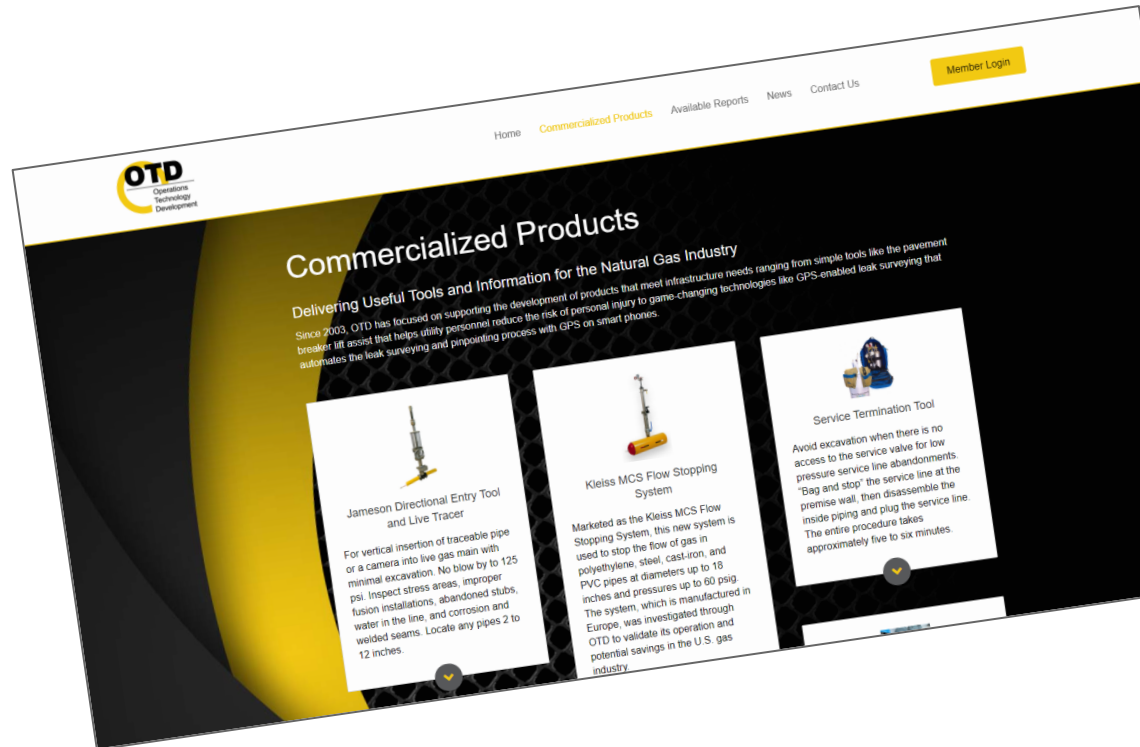 OTD
Operations
Technology
Development
Home Commercialized Products Available Reports News Contact Us
Member Login
Commercialized Products
Delivering Useful Tools and Information for the Natural Gas Industry
Since 2003, OTD has focused on supporting the development of products that meet infrastructure needs ranging from simple tools like the pavement
breaker lift assist that helps utility personnel reduce the risk of personal injury to game-changing technologies like GPS-enabled leak surveying that
automates the leak surveying and pinpointing process with GPS on smart phones.
Jameson Directional Entry Tool
and Live Tracer
For vertical insertion of traceable pipe
or a camera into live gas main with
minimal excavation. No blow by to 125
psi. Inspect stress areas, improper
fusion installations, abandoned stubs,
water in the line, and corrosion and
welded seams. Locate any pipes 2 to
12 inches.
Kleiss MCS Flow Stopping
System
Marketed as the Kleiss MCS Flow
Stopping System, this new system is
used to stop the flow of gas in
polyethylene, steel, cast-iron, and
PVC pipes at diameters up to 18
inches and pressures up to 60 psig.
The system, which is manufactured in
Europe, was investigated through
OTD to validate its operation and
potential savings in the U.S. gas
industry.
Service Termination Tool
Avoid excavation when there is no
access to the service valve for low
pressure service line abandonments.
"Bag and stop" the service line at the
premise wall, then disassemble the
inside piping and plug the service line.
The entire procedure takes
approximately five to six minutes.